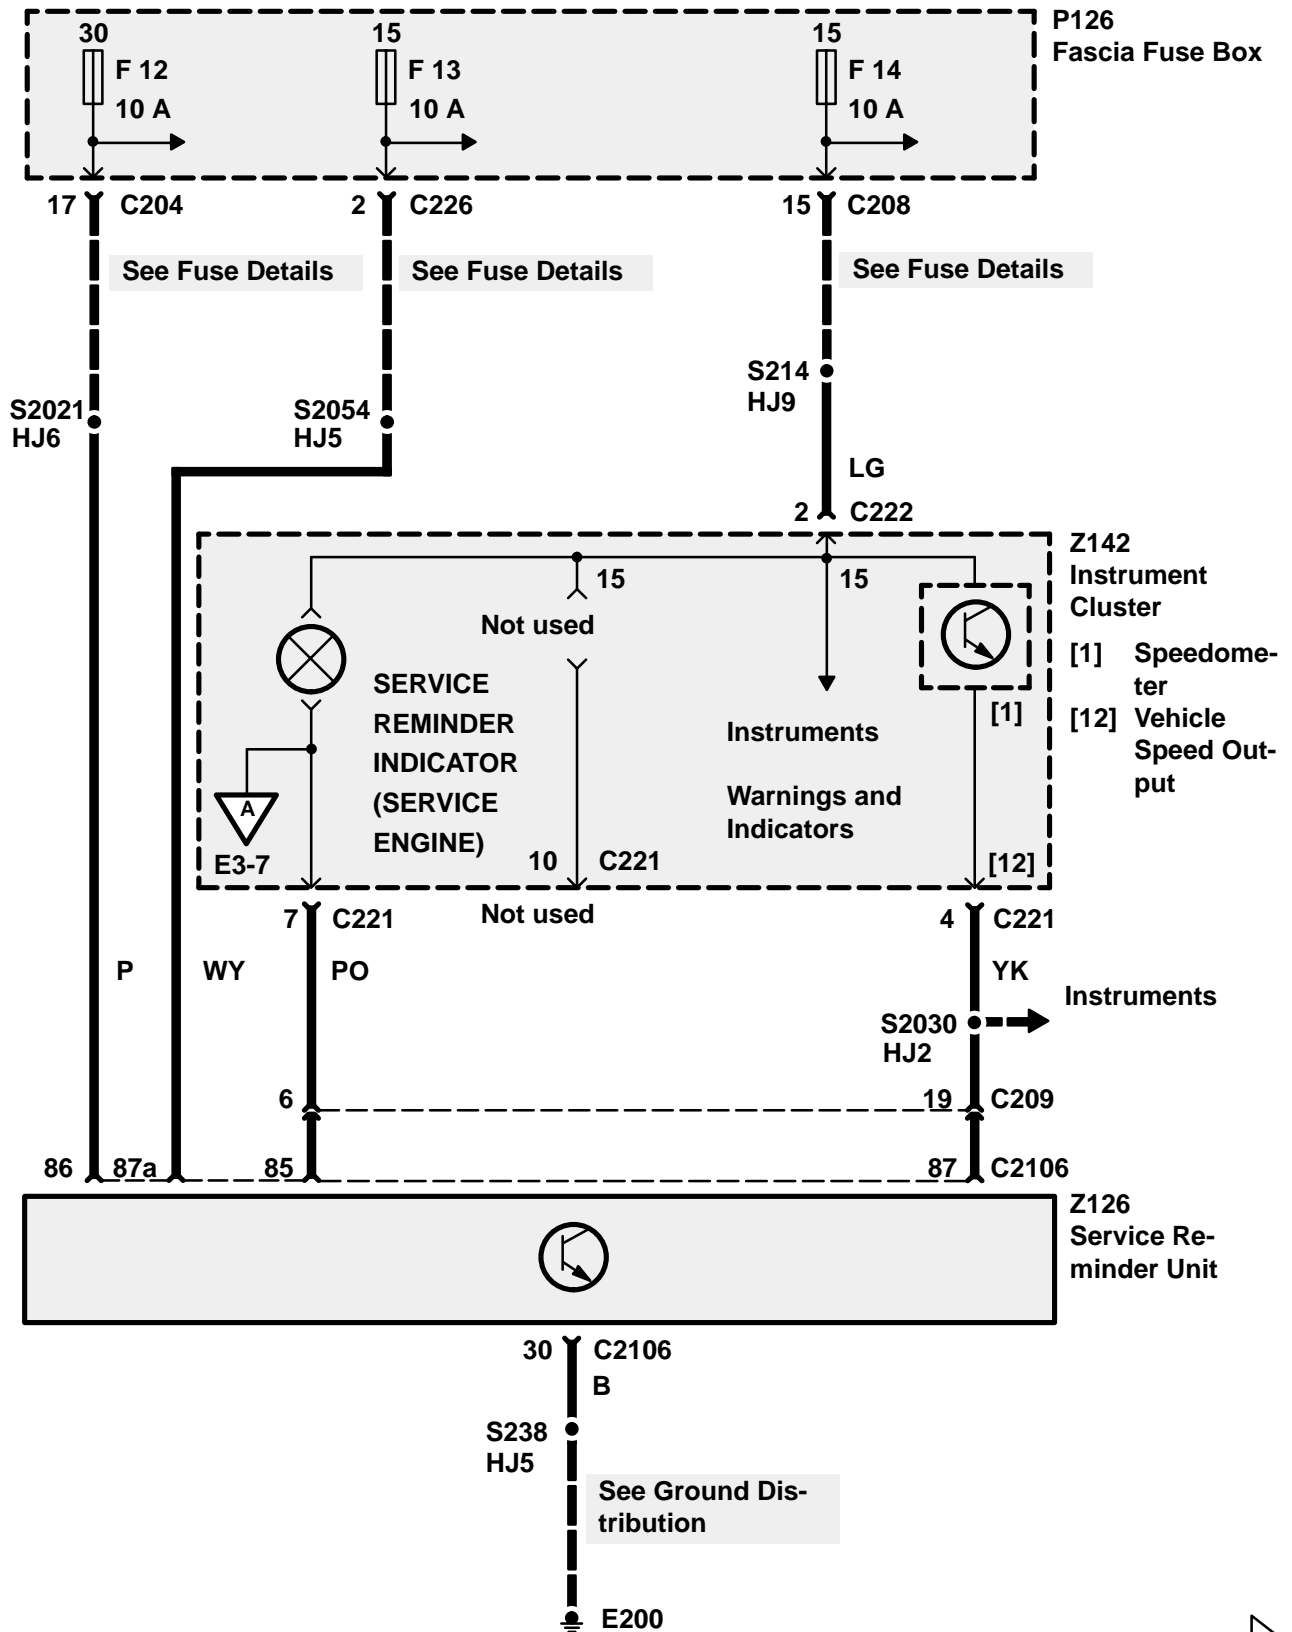 P126
Fascia Fuse Box
30
15
15
F 12
F 13
F 14
10 A
10 A
10 A
17
C204
2
C226
15
C208
See Fuse Details
See Fuse Details
See Fuse Details
S214
HJ9
S2021
HJ6
S2054
HJ5
LG
2
C222
Z142
Instrument
Cluster
[1] Speedome-
ter
[12] Vehicle
Speed Out-
put
15
15
Not used
SERVICE
REMINDER
INDICATOR
(SERVICE
ENGINE)
[1]
Instruments
Warnings and
Indicators
A
E3-7
10
C221
[12]
7
C221
Not used
4
C221
P
WY
PO
YK
Instruments
S2030
HJ2
6
19
C209
86
87a
85
87
C2106
Z126
Service Re-
minder Unit
30
C2106
B
S238
HJ5
See Ground Dis-
tribution
E200